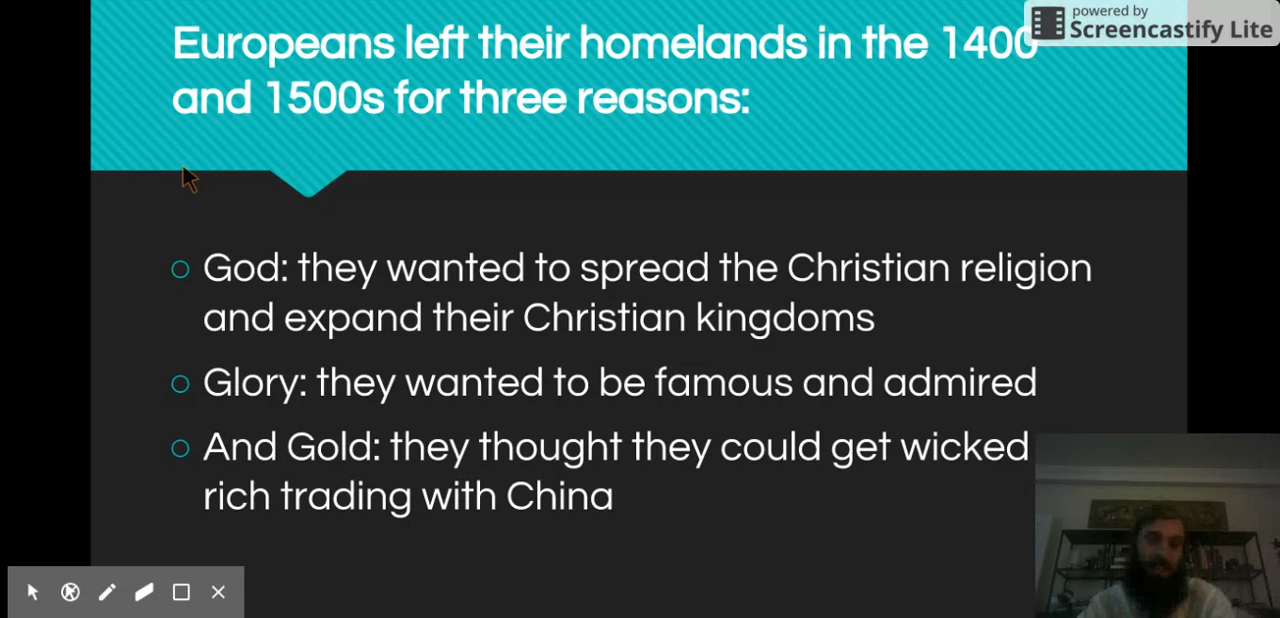 powered by
Screencastify Lite
Europeans left their homelands in the 1400
and 1500s for three reasons:
God: they wanted to spread the Christian religion
and expand their Christian kingdoms
Glory: they wanted to be famous and admired
And Gold: they thought they could get wicked
rich trading with China